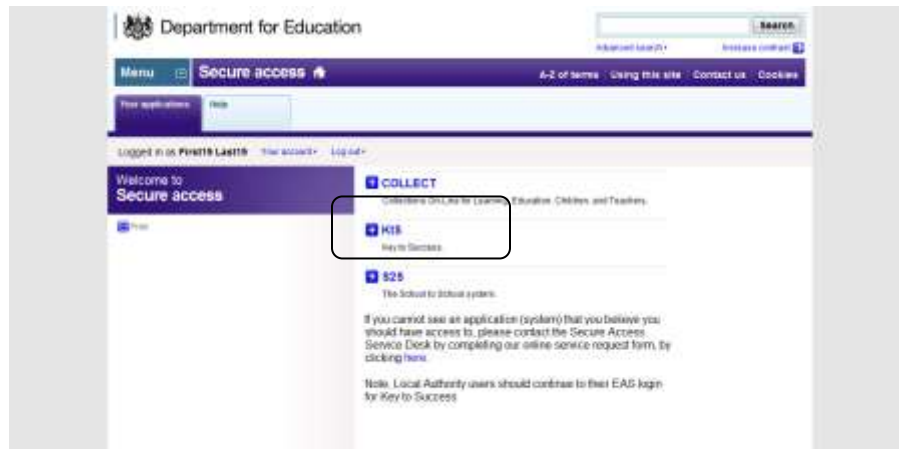 Department for Education
Search
Advanced search
Increase contrast
Menu
Secure access
A-Z of terms Using this site Contact us Cookies
Your applications
Help
Logged in as First19 Last19 Your account Log out
Welcome to
Secure access
Print
COLLECT
Collections On-Line for Learning, Education, Children, and Teachers.
KtS
Key to Success
S2S
The School to School system.
If you cannot see an application (system) that you believe you
should have access to, please contact the Secure Access
Service Desk by completing our online service request form, by
clicking here
Note, Local Authority users should continue to their EAS login
for Key to Success